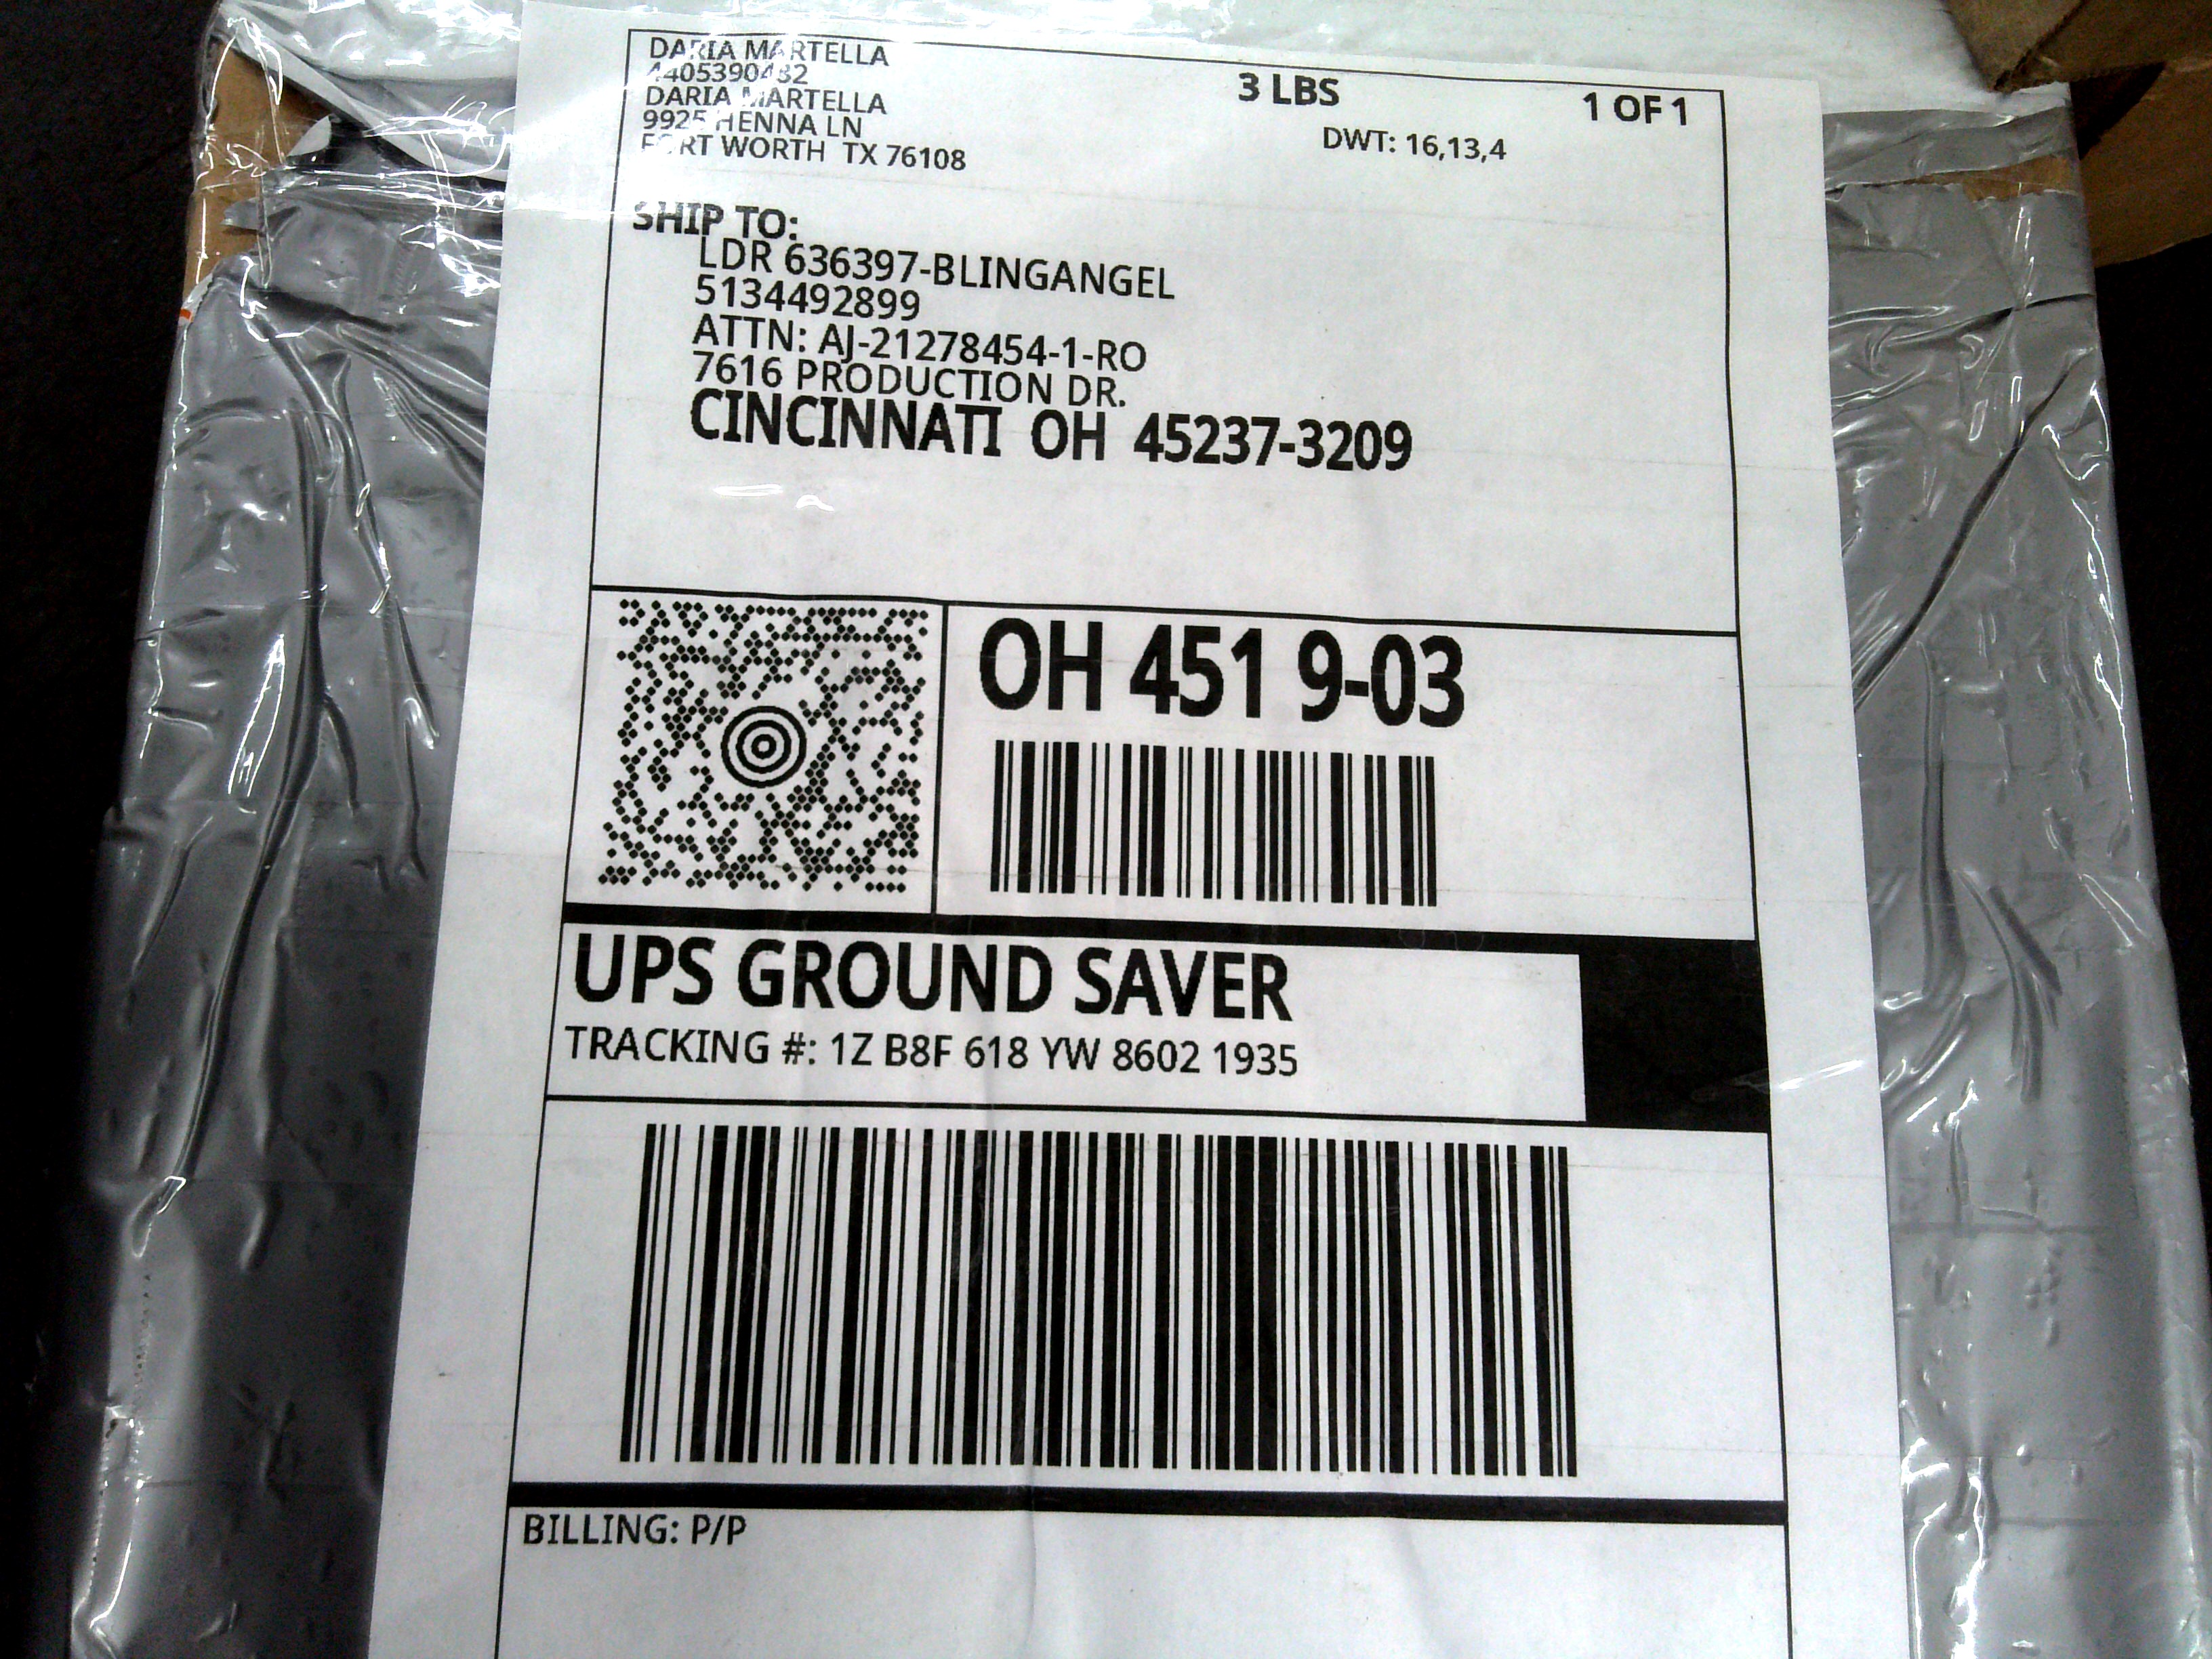 DARIA MARTELLA
4405390432
DARIA MARTELLA
9925 HENNA LN
FORT WORTH TX 76108
3 LBS
1 OF 1
DWT: 16,13,4
SHIP TO:
LDR 636397-BLINGANGEL
5134492899
ATTN: AJ-21278454-1-RO
7616 PRODUCTION DR.
CINCINNATI OH 45237-3209
OH 451 9-03
UPS GROUND SAVER
TRACKING #: 1Z B8F 618 YW 8602 1935
BILLING: P/P